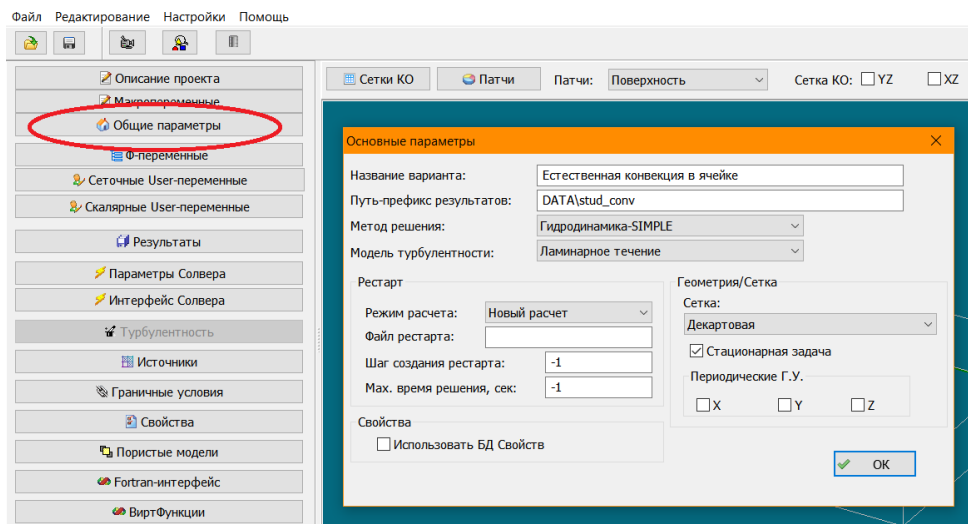 Файл Редактирование Настройки Помощь
Описание проекта
Макропеременные
Общие параметры
Ф-переменные
Сеточные User-переменные
Скалярные User-переменные
Результаты
Параметры Солвера
Интерфейс Солвера
Турбулентность
Источники
Граничные условия
Свойства
Пористые модели
Fortran-интерфейс
ВиртФункции
Сетки КО Патчи Патчи: Поверхность Сетка КО: YZ XZ
Основные параметры
Название варианта: Естественная конвекция в ячейке
Путь-префикс результатов: DATA\stud_conv
Метод решения: Гидродинамика-SIMPLE
Модель турбулентности: Ламинарное течение
Рестарт
Режим расчета: Новый расчет
Файл рестарта:
Шаг создания рестарта: -1
Мах. время решения, сек: -1
Свойства
Использовать БД Свойств
Геометрия/Сетка
Сетка:
Декартовая
Стационарная задача
Периодические Г.У.
X Y Z
OK